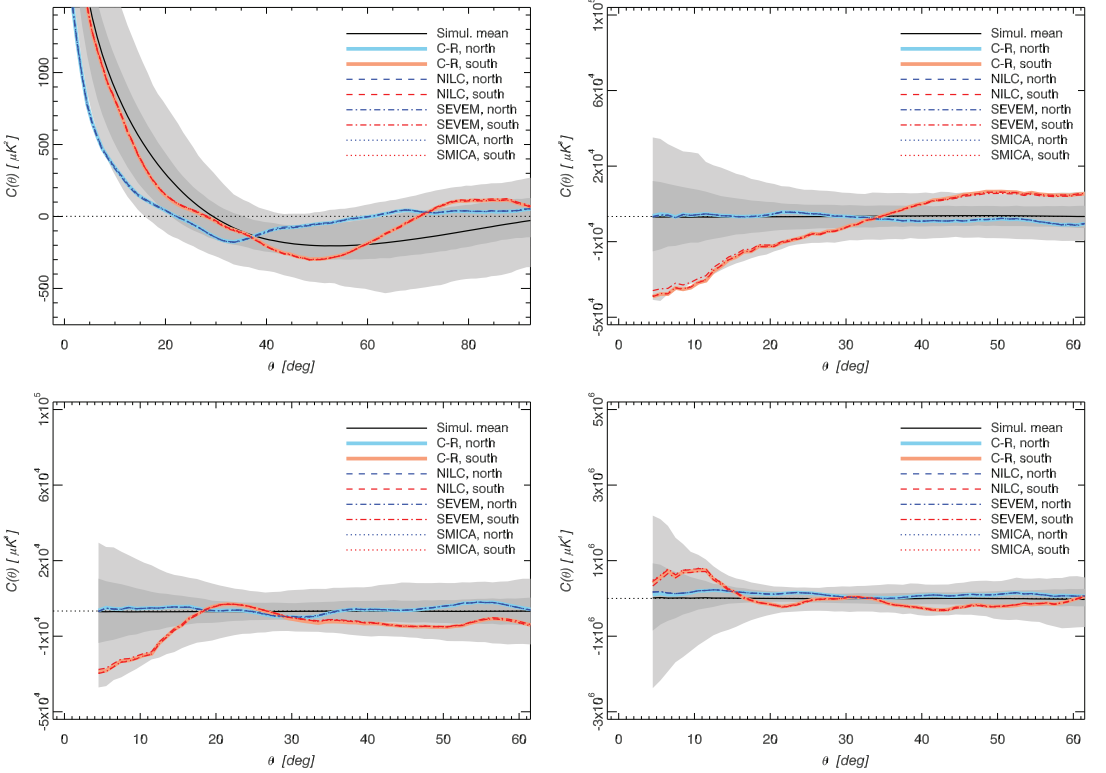 C(θ) [ μK²]
1000
5000
0
-500
0
20
40
60
80
θ [deg]
Simul. mean
C-R, north
C-R, south
NILC, north
NILC, south
SEVEM, north
SEVEM, south
SMICA, north
SMICA, south
C(θ) [ μK³]
1x10⁵
6x10⁴
2x10⁴
-1x10⁴
-5x10⁴
0
10
20
30
40
50
60
θ [deg]
Simul. mean
C-R, north
C-R, south
NILC, north
NILC, south
SEVEM, north
SEVEM, south
SMICA, north
SMICA, south
C(θ) [ μK³]
1x10⁵
6x10⁴
2x10⁴
-1x10⁴
-5x10⁴
0
10
20
30
40
50
60
θ [deg]
Simul. mean
C-R, north
C-R, south
NILC, north
NILC, south
SEVEM, north
SEVEM, south
SMICA, north
SMICA, south
C(θ) [ μK⁴]
5x10⁶
3x10⁶
1x10⁶
-1x10⁶
-3x10⁶
0
10
20
30
40
50
60
θ [deg]
Simul. mean
C-R, north
C-R, south
NILC, north
NILC, south
SEVEM, north
SEVEM, south
SMICA, north
SMICA, south